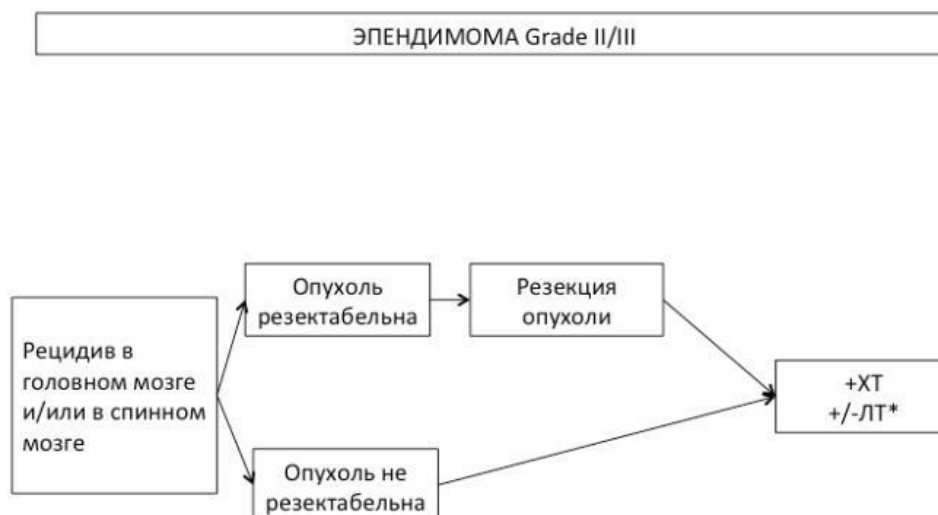 ЭПЕНДИМОМА Grade II/III
Опухоль
резектабельна
Резекция
опухоли
Рецидив в
головном мозге
и/или в спинном
мозге
+ХТ
+/-ЛТ*
Опухоль не
резектабельна